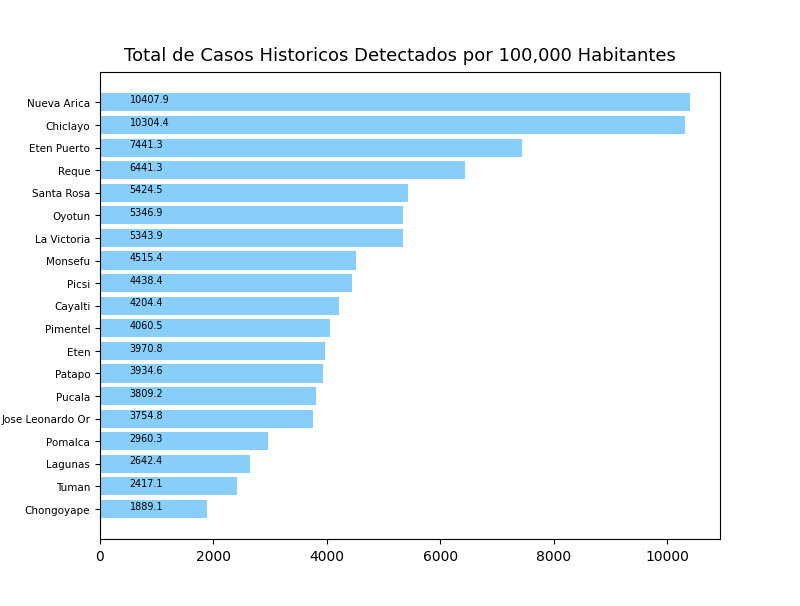 Total de Casos Historicos Detectados por 100,000 Habitantes
Nueva Arica 10407.9
Chiclayo 10304.4
Eten Puerto 7441.3
Reque 6441.3
Santa Rosa 5424.5
Oyotun 5346.9
La Victoria 5343.9
Monsefu 4515.4
Picsi 4438.4
Cayalti 4204.4
Pimentel 4060.5
Eten 3970.8
Patapo 3934.6
Pucala 3809.2
Jose Leonardo Or 3754.8
Pomalca 2960.3
Lagunas 2642.4
Tuman 2417.1
Chongoyape 1889.1
0 2000 4000 6000 8000 10000